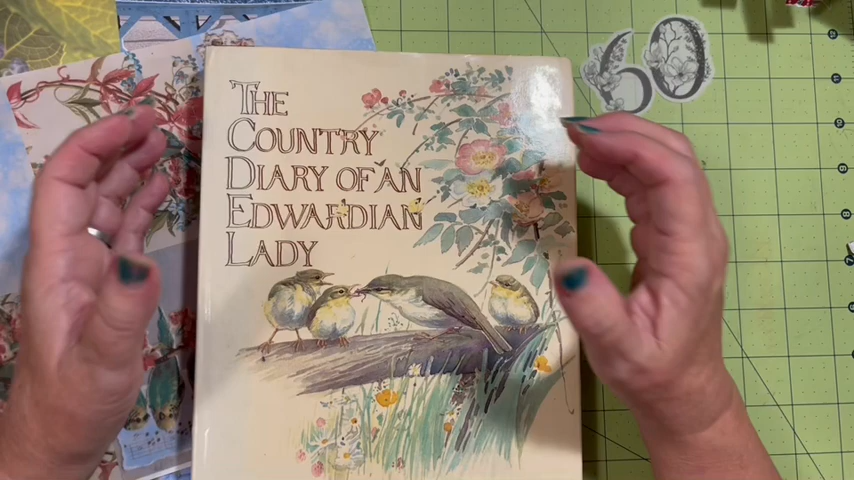 THE
COUNTRY
DIARY OF AN
EDWARDIAN
LADY
60